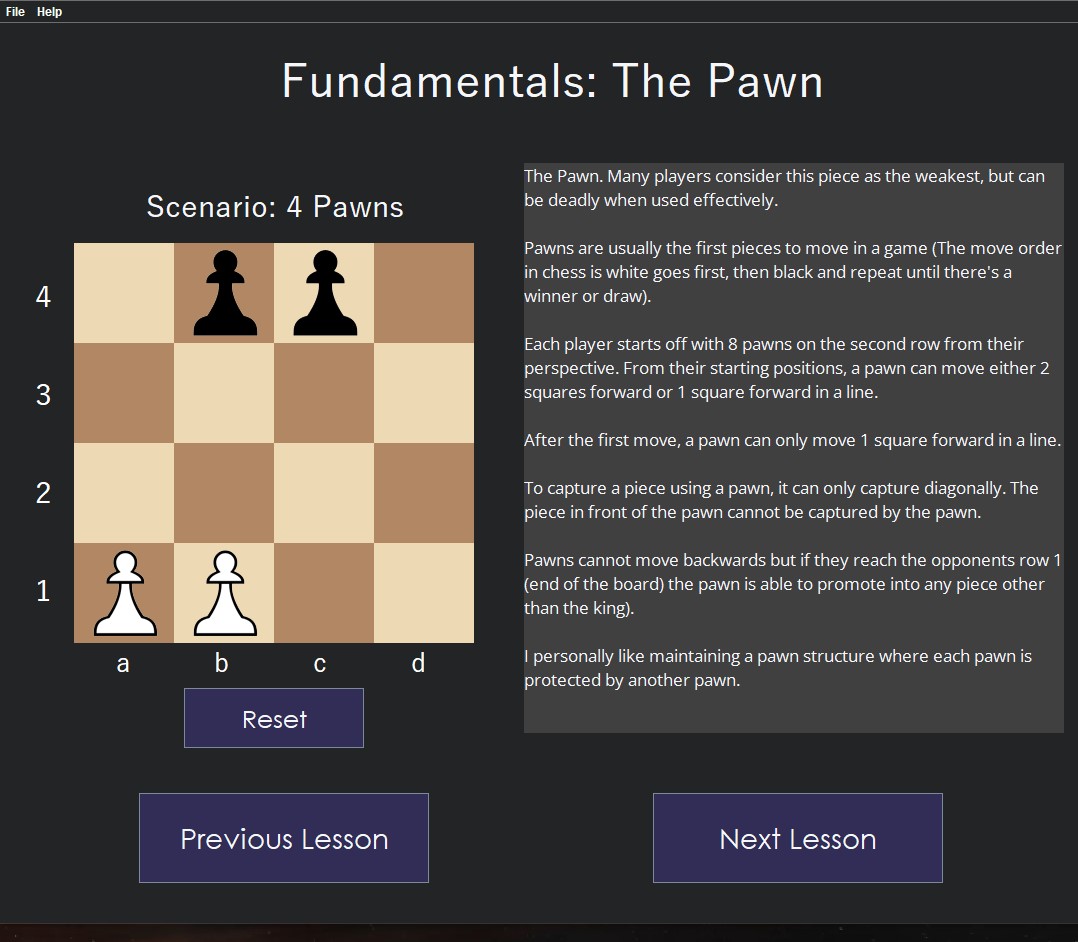 File Help
Fundamentals: The Pawn
Scenario: 4 Pawns
4
3
2
1
a b c d
Reset
The Pawn. Many players consider this piece as the weakest, but can
be deadly when used effectively.
Pawns are usually the first pieces to move in a game (The move order
in chess is white goes first, then black and repeat until there's a
winner or draw).
Each player starts off with 8 pawns on the second row from their
perspective. From their starting positions, a pawn can move either 2
squares forward or 1 square forward in a line.
After the first move, a pawn can only move 1 square forward in a line.
To capture a piece using a pawn, it can only capture diagonally. The
piece in front of the pawn cannot be captured by the pawn.
Pawns cannot move backwards but if they reach the opponents row 1
(end of the board) the pawn is able to promote into any piece other
than the king).
I personally like maintaining a pawn structure where each pawn is
protected by another pawn.
Previous Lesson
Next Lesson